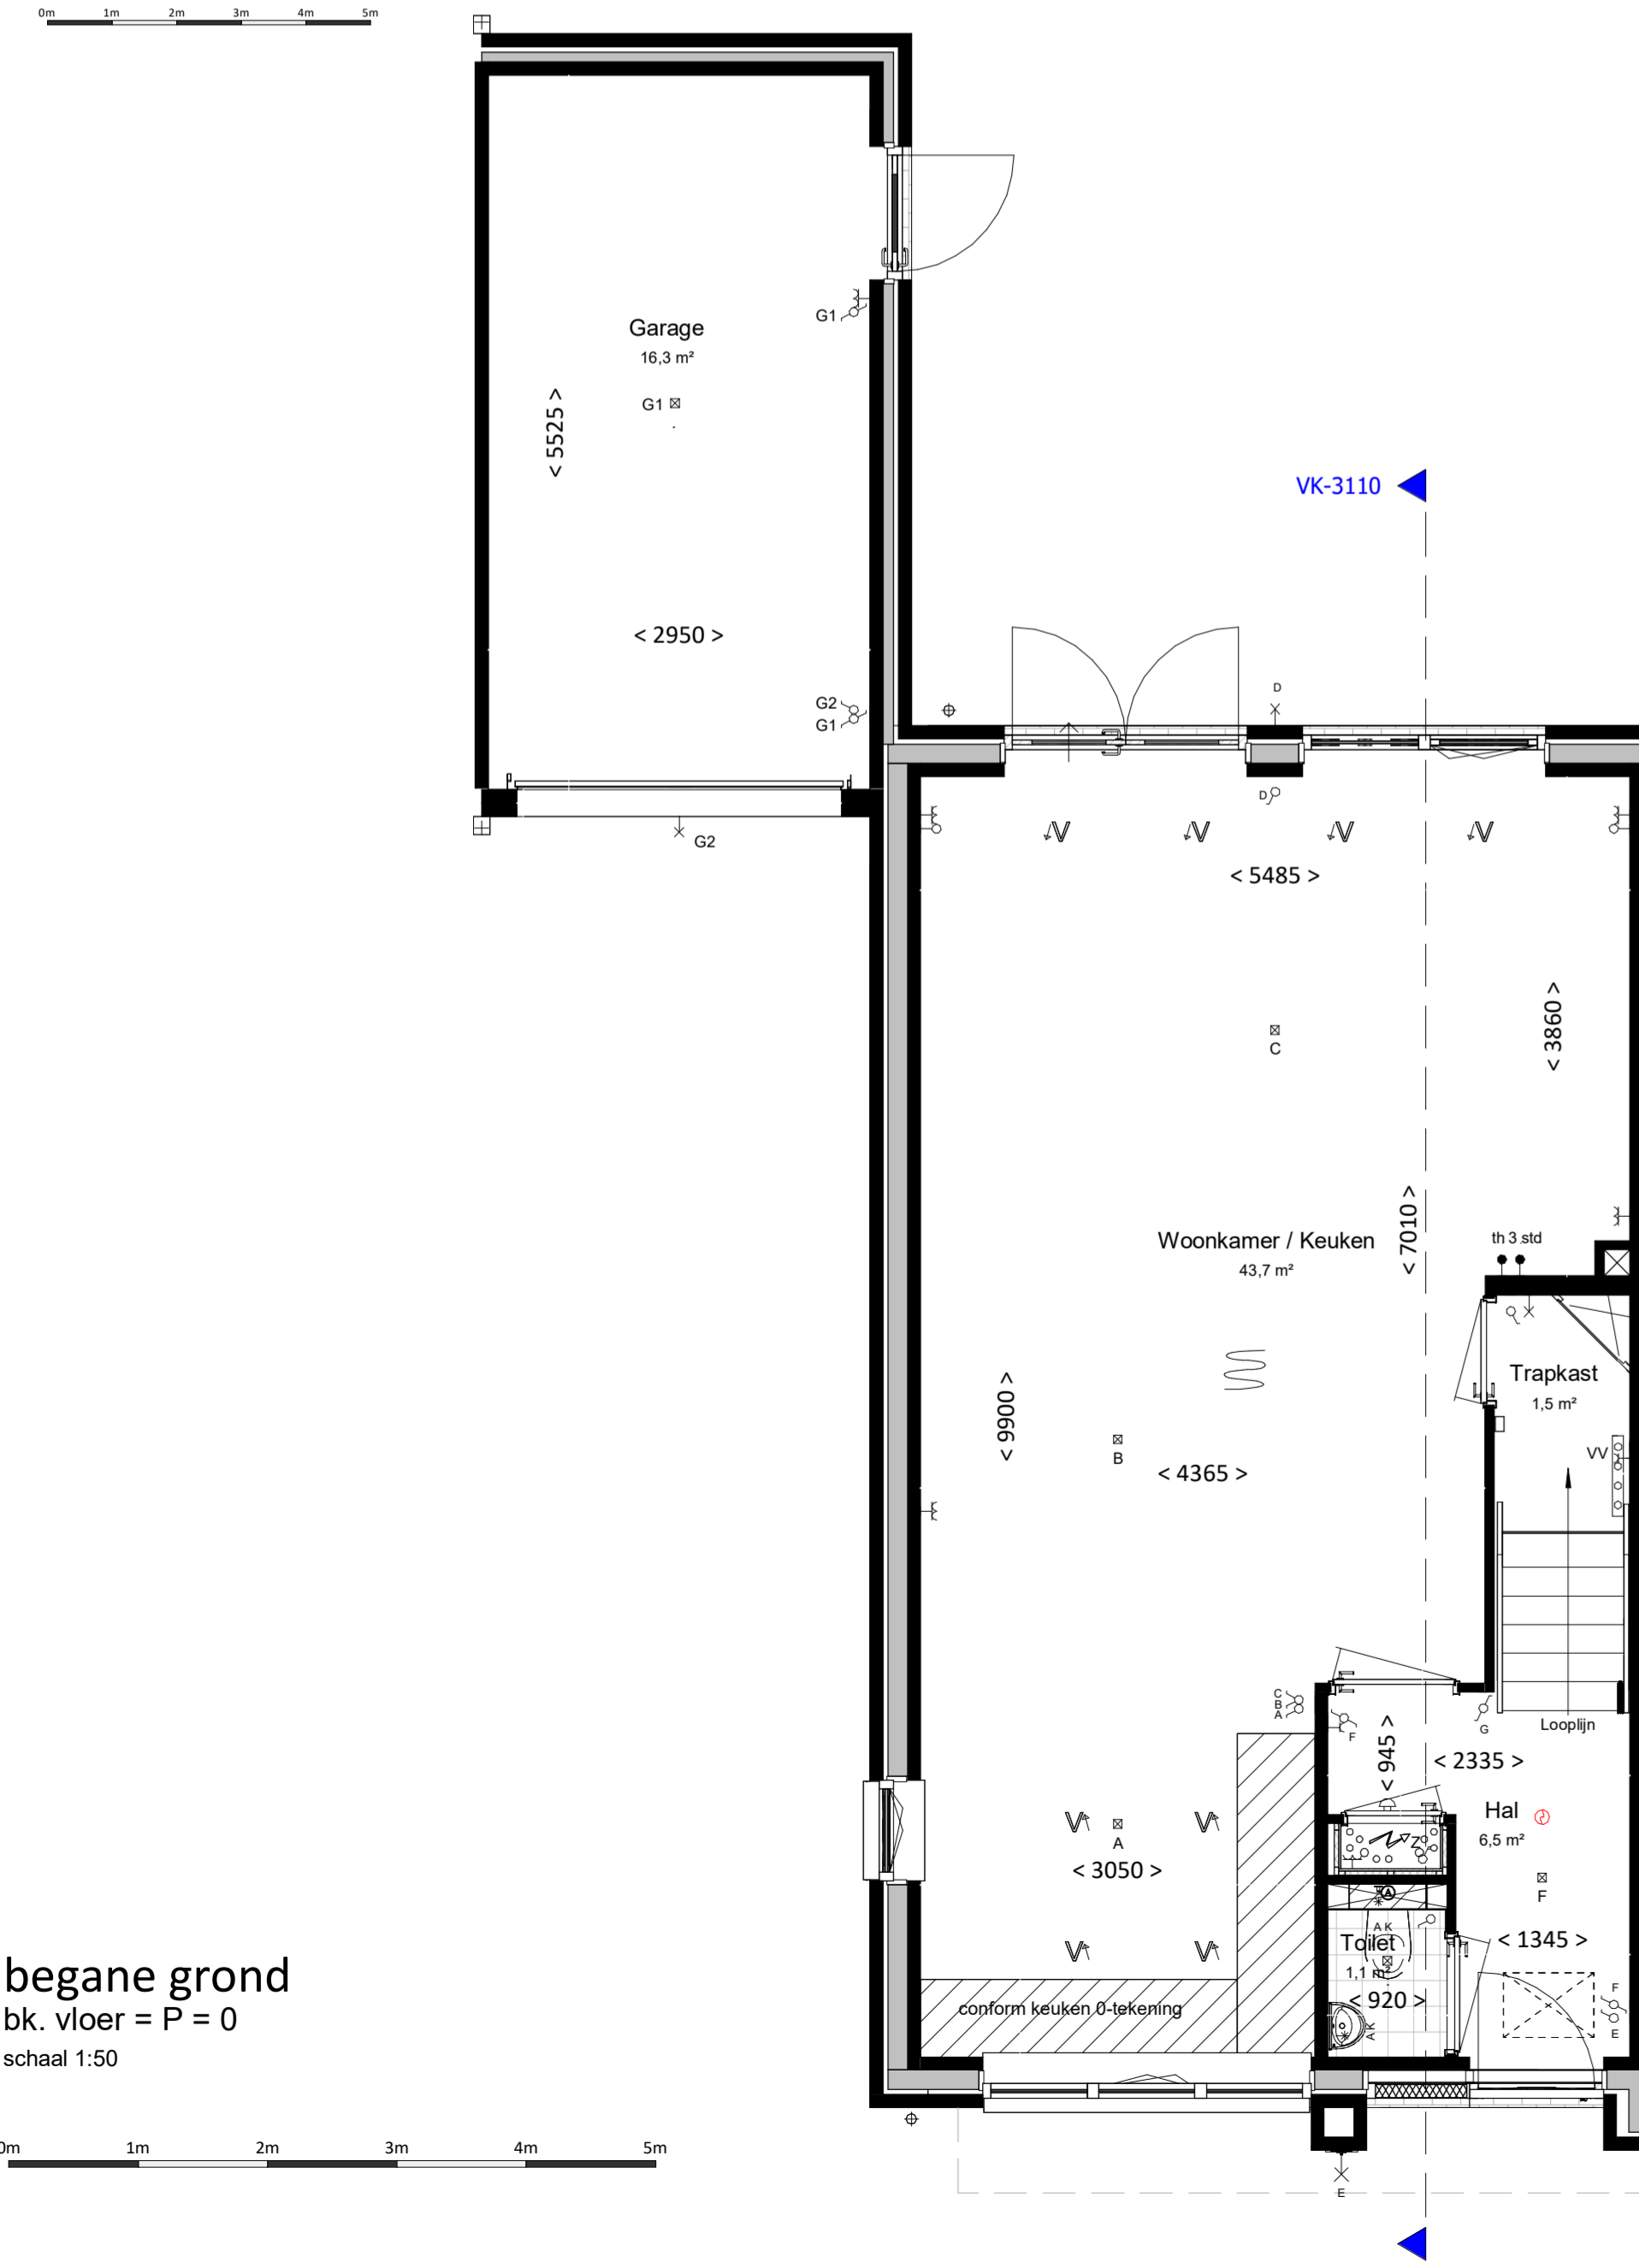 0m 1m 2m 3m 4m 5m
G1
Garage
16,3 m²
G1
< 5525 >
VK-3110
< 2950 >
D
G2
G1
G2
D
V V V V
< 5485 >
< 3860 >
C
< 7010 >
th 3 std
Woonkamer / Keuken
43,7 m²
Trapkast
1,5 m²
< 9900 >
B
< 4365 >
VV
C
B
A
F
G
Looplijn
< 945 >
< 2335 >
Hal
6,5 m²
V V
A
Z
< 3050 >
F
A
A K
Toilet
1,1 m²
< 1345 >
V V
< 920 >
A K
F
E
conform keuken 0-tekening
begane grond
bk. vloer = P = 0
schaal 1:50
0m 1m 2m 3m 4m 5m
E